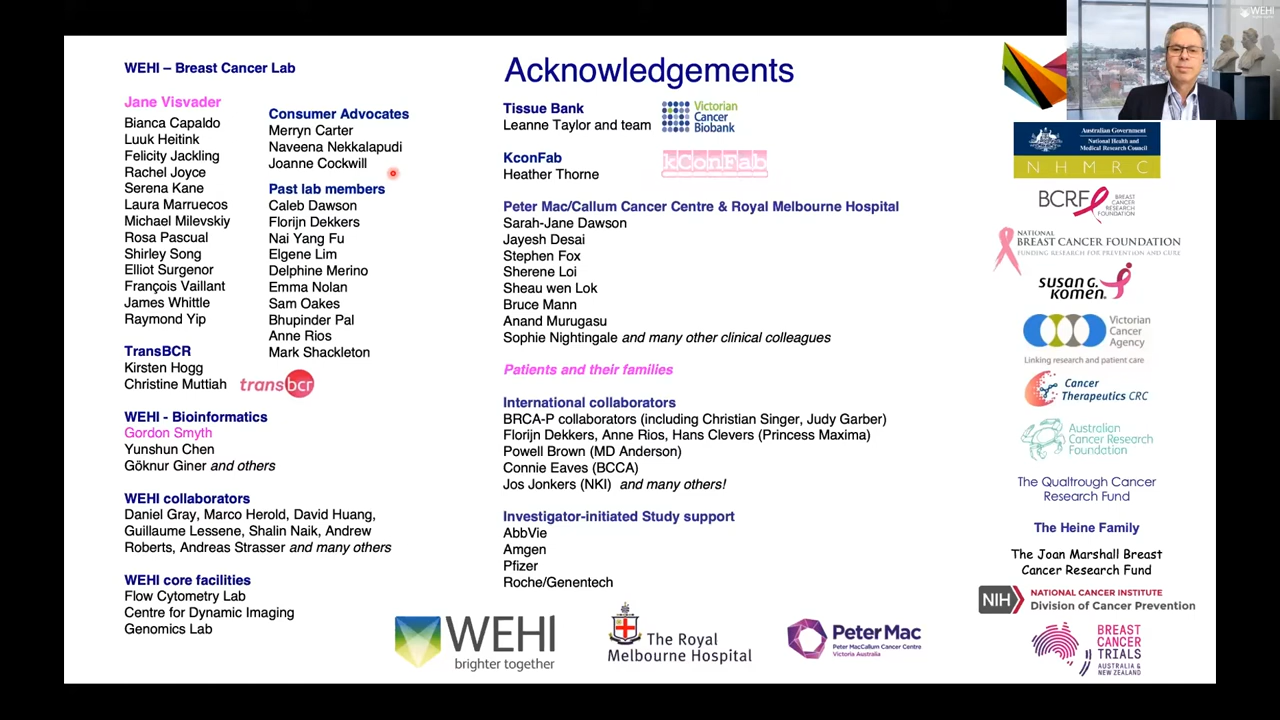 WEHI – Breast Cancer Lab
Jane Visvader
Bianca Capaldo
Luuk Heitink
Felicity Jackling
Rachel Joyce
Serena Kane
Laura Marruecos
Michael Milevskiy
Rosa Pascual
Shirley Song
Elliot Surgenor
François Vaillant
James Whittle
Raymond Yip
TransBCR
Kirsten Hogg
Christine Muttiah
transbcr
WEHI - Bioinformatics
Gordon Smyth
Yunshun Chen
Göknur Giner and others
WEHI collaborators
Daniel Gray, Marco Herold, David Huang,
Guillaume Lessene, Shalin Naik, Andrew
Roberts, Andreas Strasser and many others
WEHI core facilities
Flow Cytometry Lab
Centre for Dynamic Imaging
Genomics Lab
Consumer Advocates
Merryn Carter
Naveena Nekkalapudi
Joanne Cockwill
Past lab members
Caleb Dawson
Florijn Dekkers
Nai Yang Fu
Elgene Lim
Delphine Merino
Emma Nolan
Sam Oakes
Bhupinder Pal
Anne Rios
Mark Shackleton
Acknowledgements
Tissue Bank
Leanne Taylor and team
Victorian
Cancer
Biobank
KconFab
Heather Thorne
kConFab
Peter Mac/Callum Cancer Centre & Royal Melbourne Hospital
Sarah-Jane Dawson
Jayesh Desai
Stephen Fox
Sherene Loi
Sheau wen Lok
Bruce Mann
Anand Murugasu
Sophie Nightingale and many other clinical colleagues
Patients and their families
International collaborators
BRCA-P collaborators (including Christian Singer, Judy Garber)
Florijn Dekkers, Anne Rios, Hans Clevers (Princess Maxima)
Powell Brown (MD Anderson)
Connie Eaves (BCCA)
Jos Jonkers (NKI) and many others!
Investigator-initiated Study support
AbbVie
Amgen
Pfizer
Roche/Genentech
WEHI
brighter together
The Royal
Melbourne Hospital
Peter Mac
Peter MacCallum Cancer Centre
Victoria Australia
WEHI
Australian Government
National Health and
Medical Research Council
NHMRC
BCRF
BREAST
CANCER
RESEARCH
FOUNDATION
NATIONAL
BREAST CANCER FOUNDATION
FUNDING RESEARCH FOR PREVENTION AND CURE
susan g.
komen®
Victorian
Cancer
Agency
Linking research and patient care
Cancer
Therapeutics CRC
Australian
Cancer Research
Foundation
The Qualtrough Cancer
Research Fund
The Heine Family
The Joan Marshall Breast
Cancer Research Fund
NIH
NATIONAL CANCER INSTITUTE
Division of Cancer Prevention
BREAST
CANCER
TRIALS
AUSTRALIA &
NEW ZEALAND